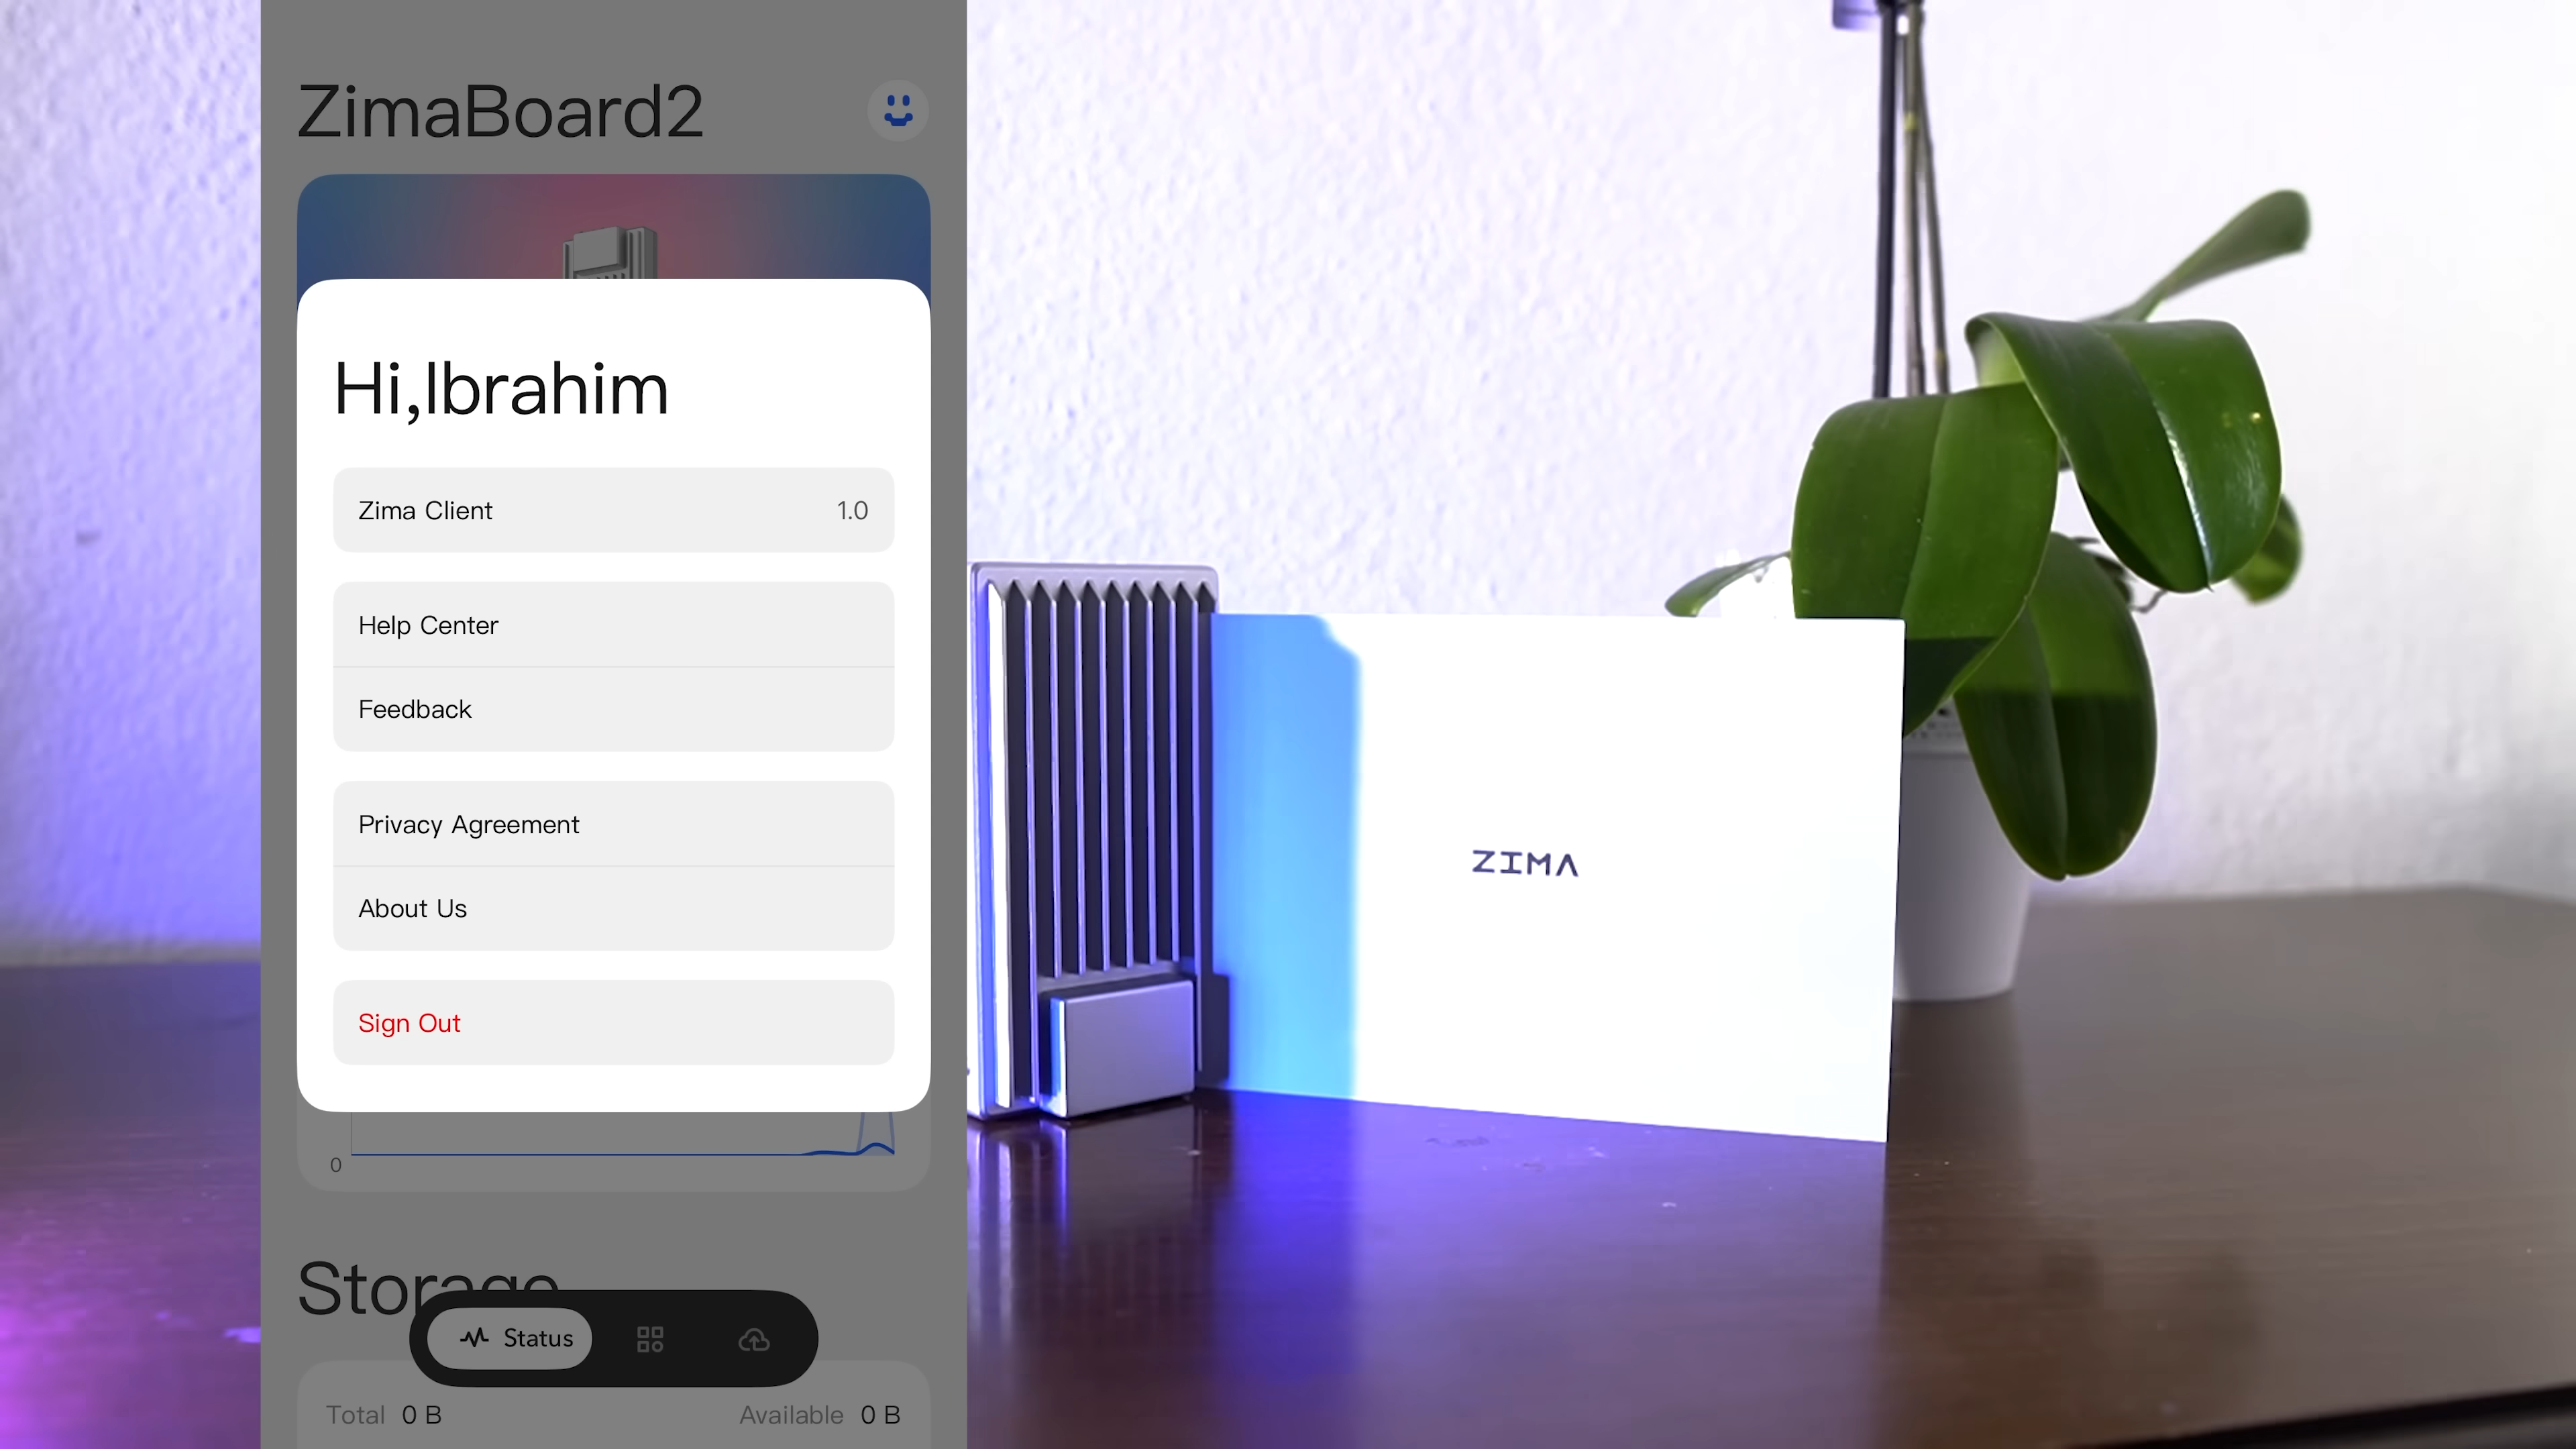 ZimaBoard2
Hi,Ibrahim
Zima Client 1.0
Help Center
Feedback
Privacy Agreement
About Us
Sign Out
0
Storage
Status
Total 0 B Available 0 B
ZIMA